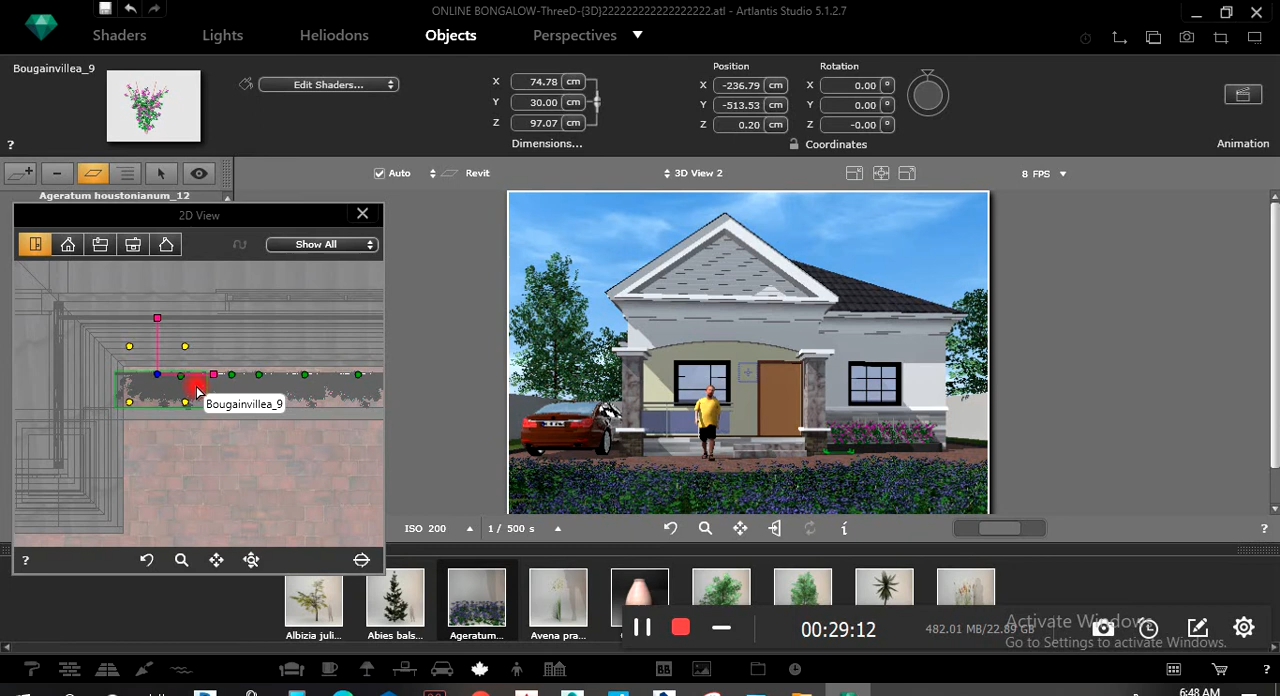 ONLINE BONGALOW-ThreeD-{3D}222222222222222222.atl - Artlantis Studio 5.1.2.7
Shaders Lights Heliodons Objects Perspectives
Bougainvillea_9
Edit Shaders...
X 74.78 cm
Y 30.00 cm
Z 97.07 cm
Dimensions...
Position
X -236.79 cm
Y -513.53 cm
Z 0.20 cm
Rotation
X 0.00 °
Y 0.00 °
Z -0.00 °
Coordinates
Animation
?
Auto Revit 3D View 2 8 FPS
Ageratum houstonianum_12
2D View
Show All
Bougainvillea_9
?
ISO 200 1 / 500 s i ?
Albizia juli... Abies bals... Ageratum... Avena pra...
00:29:12 482.01 MB/22.89 GB
Activate Windows
Go to Settings to activate Windows.
BB ?
6:48 AM